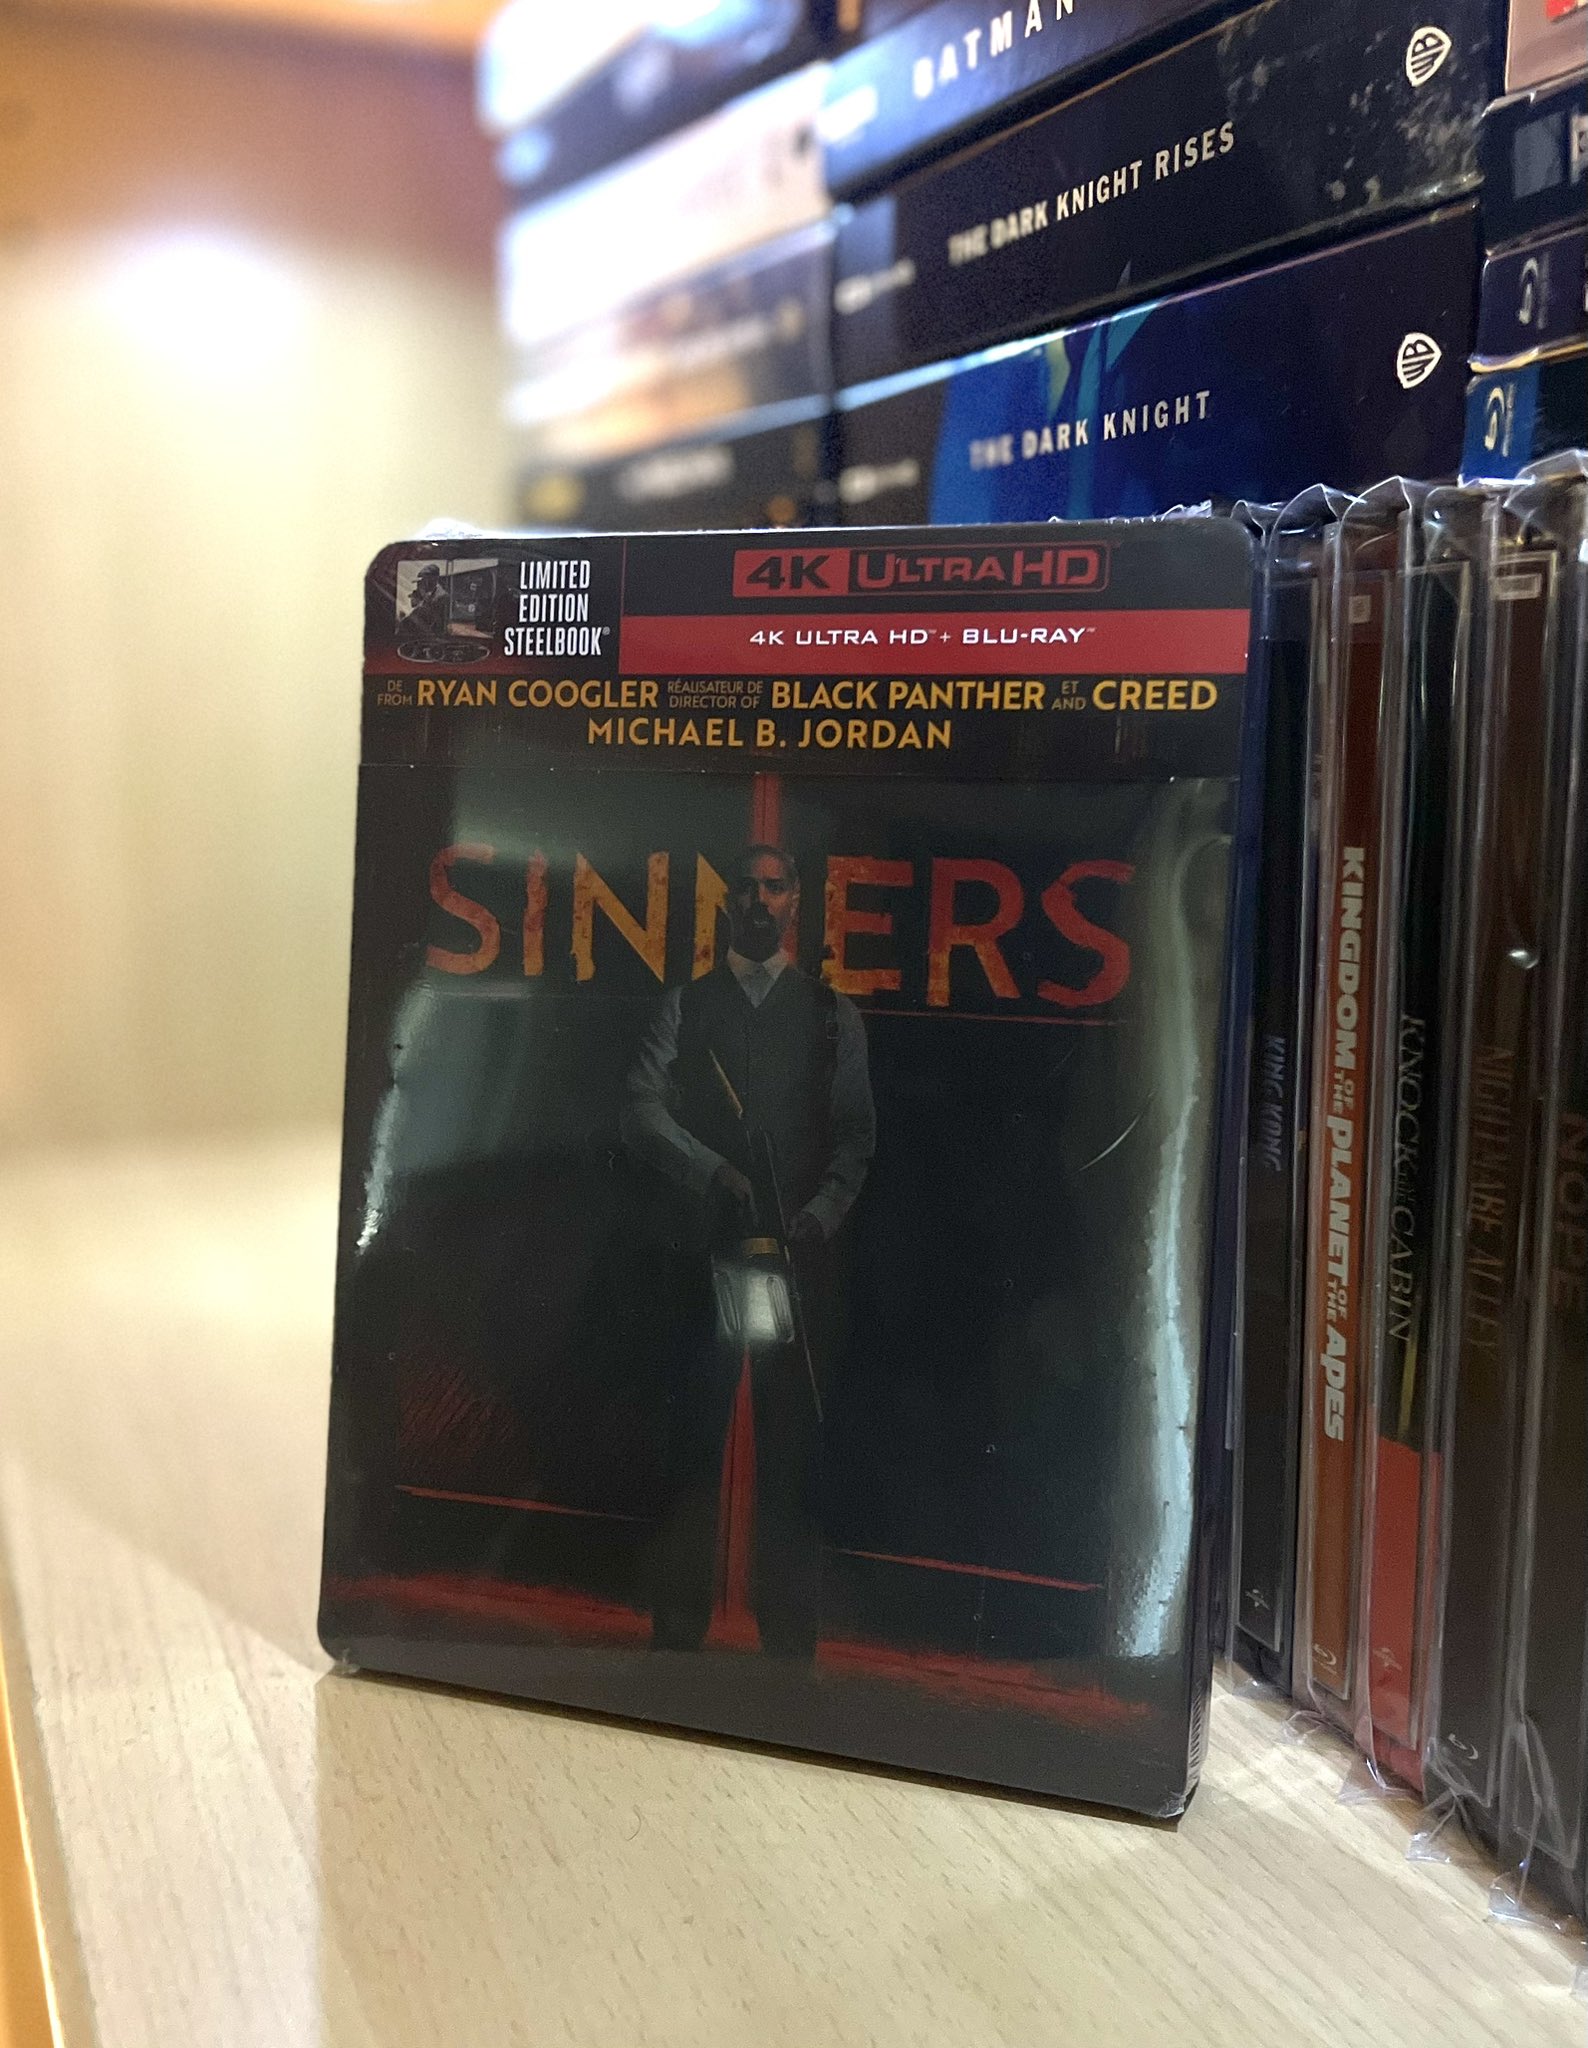 BATMAN
THE DARK KNIGHT RISES
THE DARK KNIGHT
LIMITED
EDITION
STEELBOOK®
4K ULTRA HD™
4K ULTRA HD™ + BLU-RAY™
DE FROM RYAN COOGLER RÉALISATEUR DE DIRECTOR OF BLACK PANTHER ET AND CREED
MICHAEL B. JORDAN
SINNERS
KING KONG
KINGDOM OF THE PLANET OF THE APES
KNOCK AT THE CABIN
NIGHTMARE ALLEY
NOPE